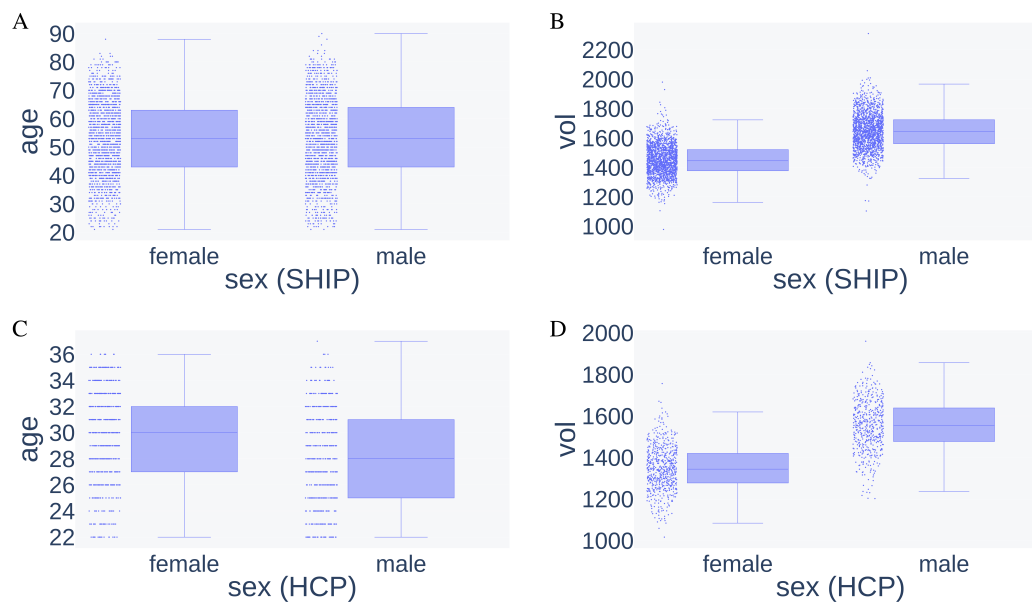 A
90
80
70
60
50
40
30
20
age
female
male
sex (SHIP)
B
2200
2000
1800
1600
1400
1200
1000
vol
female
male
sex (SHIP)
C
36
34
32
30
28
26
24
22
age
female
male
sex (HCP)
D
2000
1800
1600
1400
1200
1000
vol
female
male
sex (HCP)